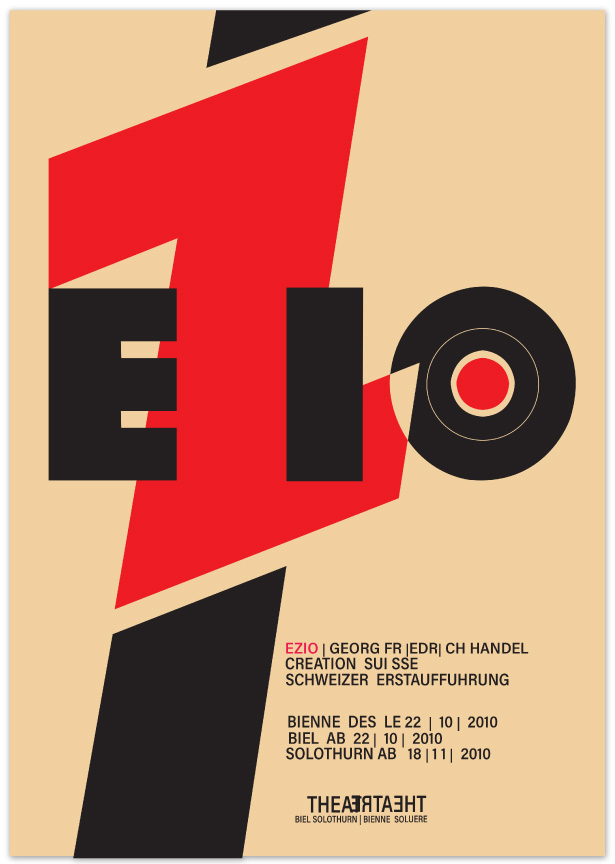 EZIO
EZIO | GEORG FR |EDR| CH HANDEL
CREATION SUI SSE
SCHWEIZER ERSTAUFFUHRUNG
BIENNE DES LE 22 | 10 | 2010
BIEL AB 22 | 10 | 2010
SOLOTHURN AB 18 | 11 | 2010
THEATRTAEHT
BIEL SOLOTHURN | BIENNE SOLUERE